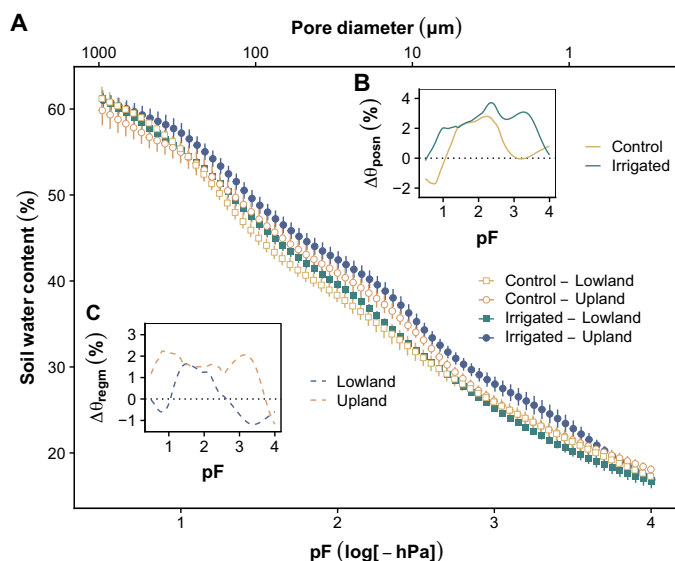 A
Pore diameter (µm)
1000
100
10
1
60
50
40
30
20
Soil water content (%)
1
2
3
4
pF (log[−hPa])
B
4
2
0
−2
Δθposn (%)
1
2
3
4
pF
Control
Irrigated
Control − Lowland
Control − Upland
Irrigated − Lowland
Irrigated − Upland
C
3
2
1
0
−1
Δθregm (%)
1
2
3
4
pF
Lowland
Upland